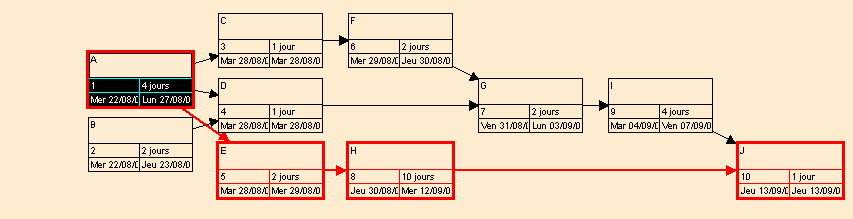 C
3 1 jour
Mar 28/08/0 Mar 28/08/0
F
6 2 jours
Mer 29/08/0 Jeu 30/08/0
A
1 4 jours
Mer 22/08/0 Lun 27/08/0
D
4 1 jour
Mar 28/08/0 Mar 28/08/0
G
7 2 jours
Ven 31/08/0 Lun 03/09/0
I
9 4 jours
Mar 04/09/0 Ven 07/09/0
B
2 2 jours
Mer 22/08/0 Jeu 23/08/0
E
5 2 jours
Mar 28/08/0 Mer 29/08/0
H
8 10 jours
Jeu 30/08/0 Mer 12/09/0
J
10 1 jour
Jeu 13/09/0 Jeu 13/09/0